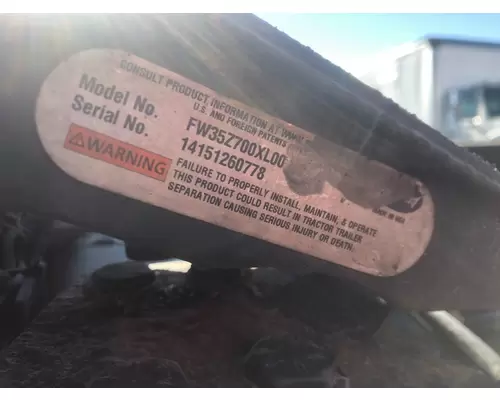 CONSULT PRODUCT INFORMATION AT
U.S. AND FOREIGN PATENTS
Model No. FW35Z700XL00
Serial No. 14151260778
WARNING
FAILURE TO PROPERLY INSTALL, MAINTAIN, & OPERATE
THIS PRODUCT COULD RESULT IN TRACTOR TRAILER
SEPARATION CAUSING SERIOUS INJURY OR DEATH.
MADE IN USA